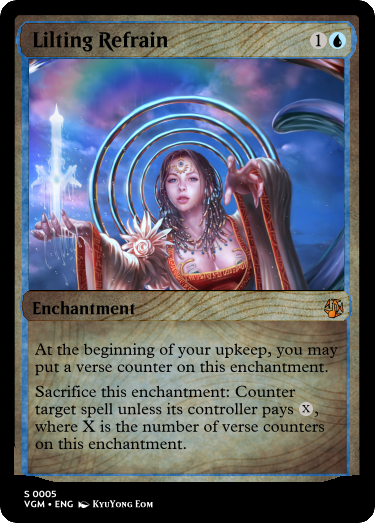 Lilting Refrain 1
Enchantment
At the beginning of your upkeep, you may
put a verse counter on this enchantment.
Sacrifice this enchantment: Counter
target spell unless its controller pays X,
where X is the number of verse counters
on this enchantment.
S 0005
VGM • ENG KyuYong Eom